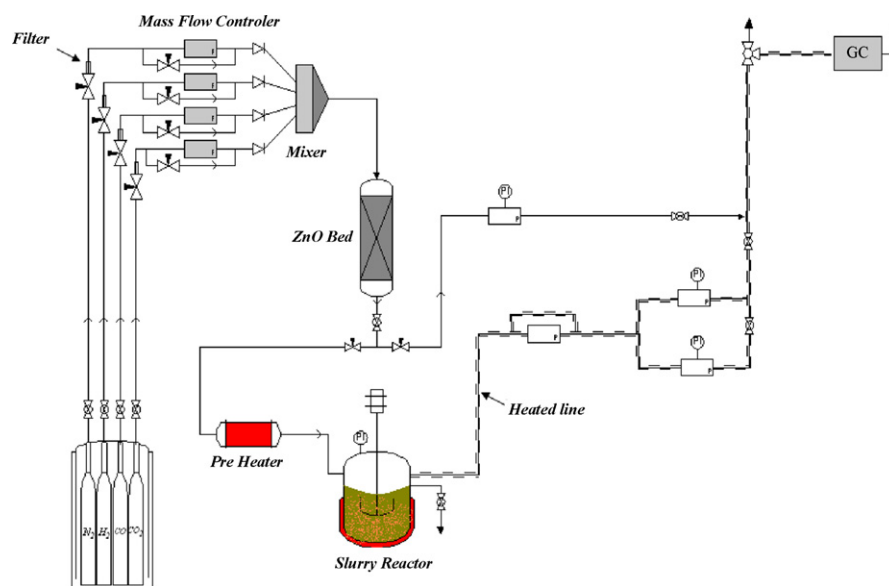 Mass Flow Controler
Filter
F
F
F
F
Mixer
GC
ZnO Bed
PI
P
PI
P
P
PI
P
Heated line
Pre Heater
PI
N2 H2 CO CO2
Slurry Reactor